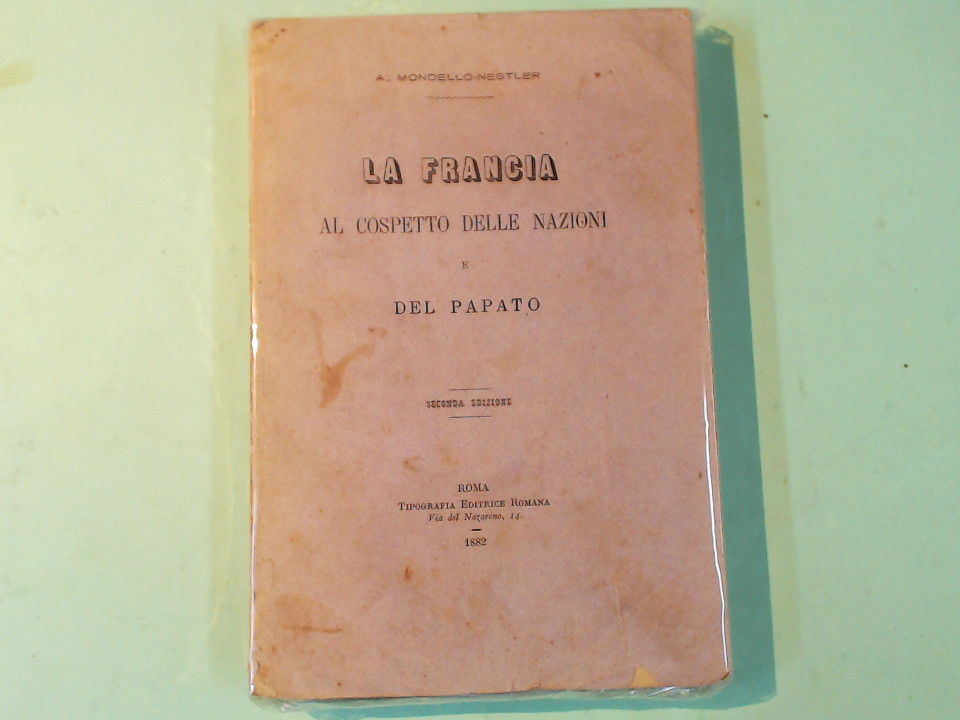 A. MONDELLO-NESTLER
LA FRANCIA
AL COSPETTO DELLE NAZIONI
E
DEL PAPATO
SECONDA EDIZIONE
ROMA
TIPOGRAFIA EDITRICE ROMANA
Via del Nazareno, 14.
1882